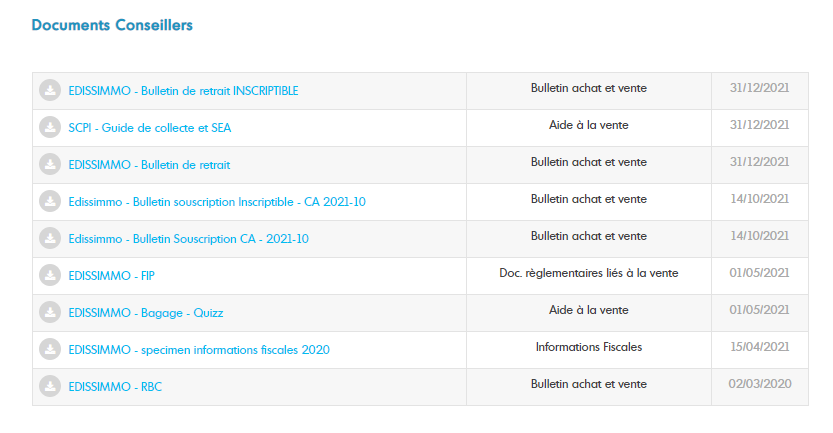 Documents Conseillers
EDISSIMMO - Bulletin de retrait INSCRIPTIBLE Bulletin achat et vente 31/12/2021
SCPI - Guide de collecte et SEA Aide à la vente 31/12/2021
EDISSIMMO - Bulletin de retrait Bulletin achat et vente 31/12/2021
Edissimmo - Bulletin souscription Inscriptible - CA 2021-10 Bulletin achat et vente 14/10/2021
Edissimmo - Bulletin Souscription CA - 2021-10 Bulletin achat et vente 14/10/2021
EDISSIMMO - FIP Doc. règlementaires liés à la vente 01/05/2021
EDISSIMMO - Bagage - Quizz Aide à la vente 01/05/2021
EDISSIMMO - specimen informations fiscales 2020 Informations Fiscales 15/04/2021
EDISSIMMO - RBC Bulletin achat et vente 02/03/2020